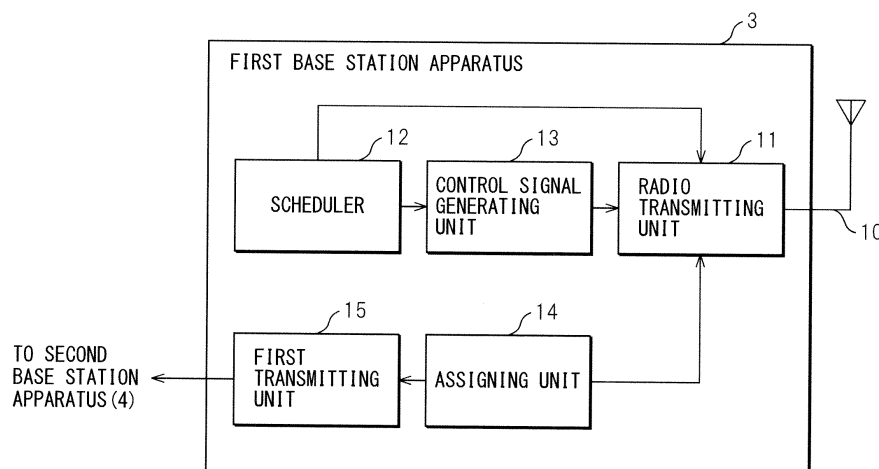 3
FIRST BASE STATION APPARATUS
12
13
11
SCHEDULER
CONTROL SIGNAL
GENERATING
UNIT
RADIO
TRANSMITTING
UNIT
10
15
14
TO SECOND
BASE STATION
APPARATUS(4)
FIRST
TRANSMITTING
UNIT
ASSIGNING UNIT